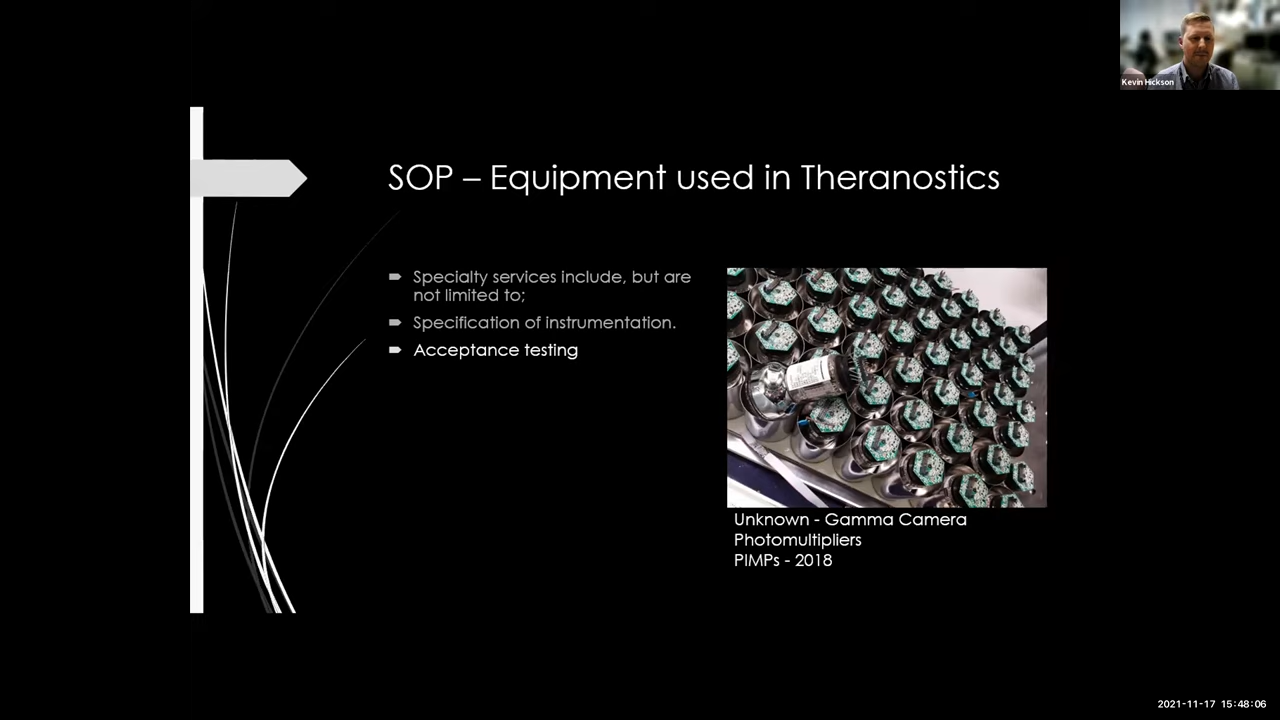 Kevin Hickson
SOP – Equipment used in Theranostics
Specialty services include, but are
not limited to;
Specification of instrumentation.
Acceptance testing
Unknown - Gamma Camera
Photomultipliers
PIMPs - 2018
2021-11-17 15:48:06